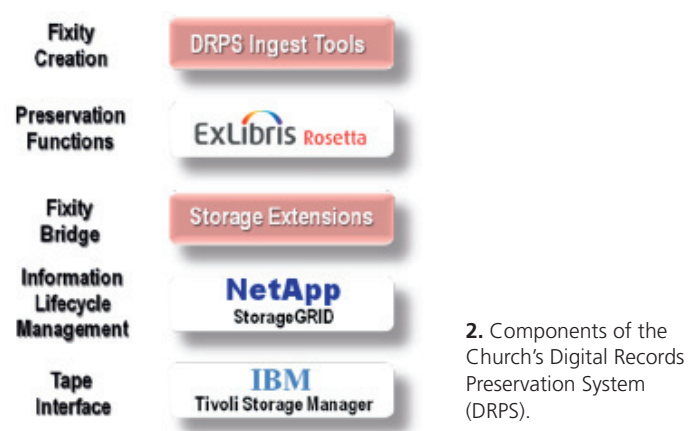 Fixity
Creation
DRPS Ingest Tools
Preservation
Functions
ExLibris Rosetta
Fixity
Bridge
Storage Extensions
Information
Lifecycle
Management
NetApp
StorageGRID
Tape
Interface
IBM
Tivoli Storage Manager
2. Components of the
Church's Digital Records
Preservation System
(DRPS).